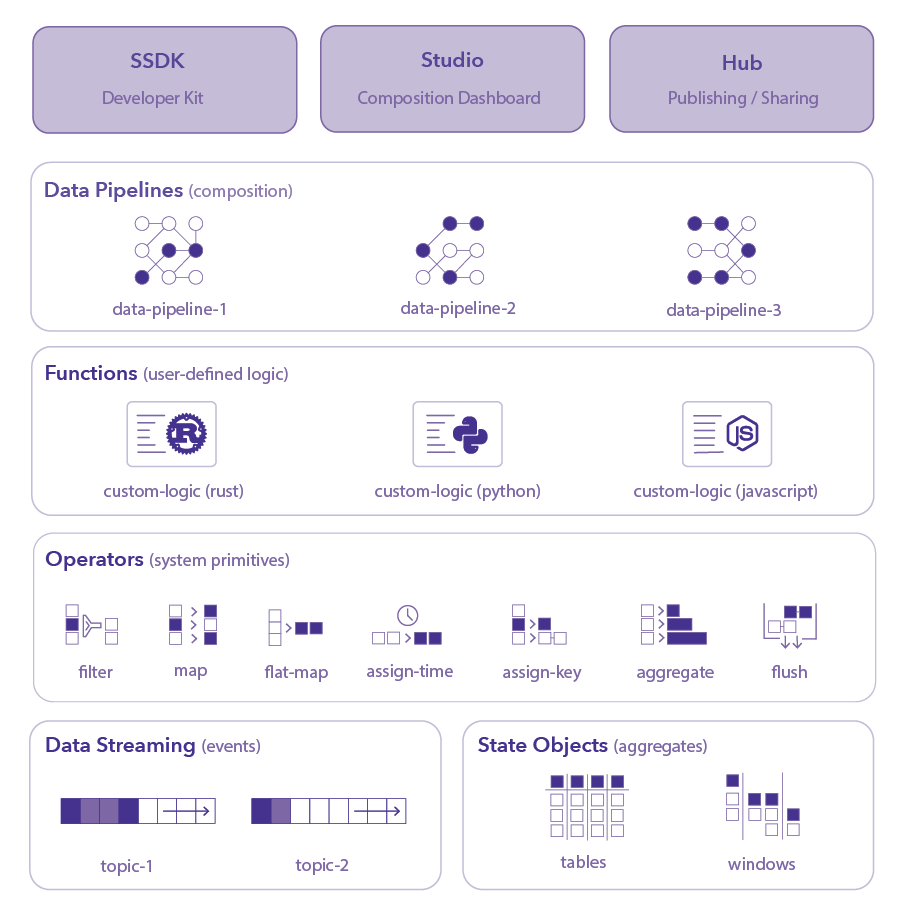 SSDK
Developer Kit
Studio
Composition Dashboard
Hub
Publishing / Sharing
Data Pipelines (composition)
data-pipeline-1
data-pipeline-2
data-pipeline-3
Functions (user-defined logic)
R
JS
custom-logic (rust)
custom-logic (python)
custom-logic (javascript)
Operators (system primitives)
filter
map
flat-map
assign-time
assign-key
aggregate
flush
Data Streaming (events)
topic-1
topic-2
State Objects (aggregates)
tables
windows